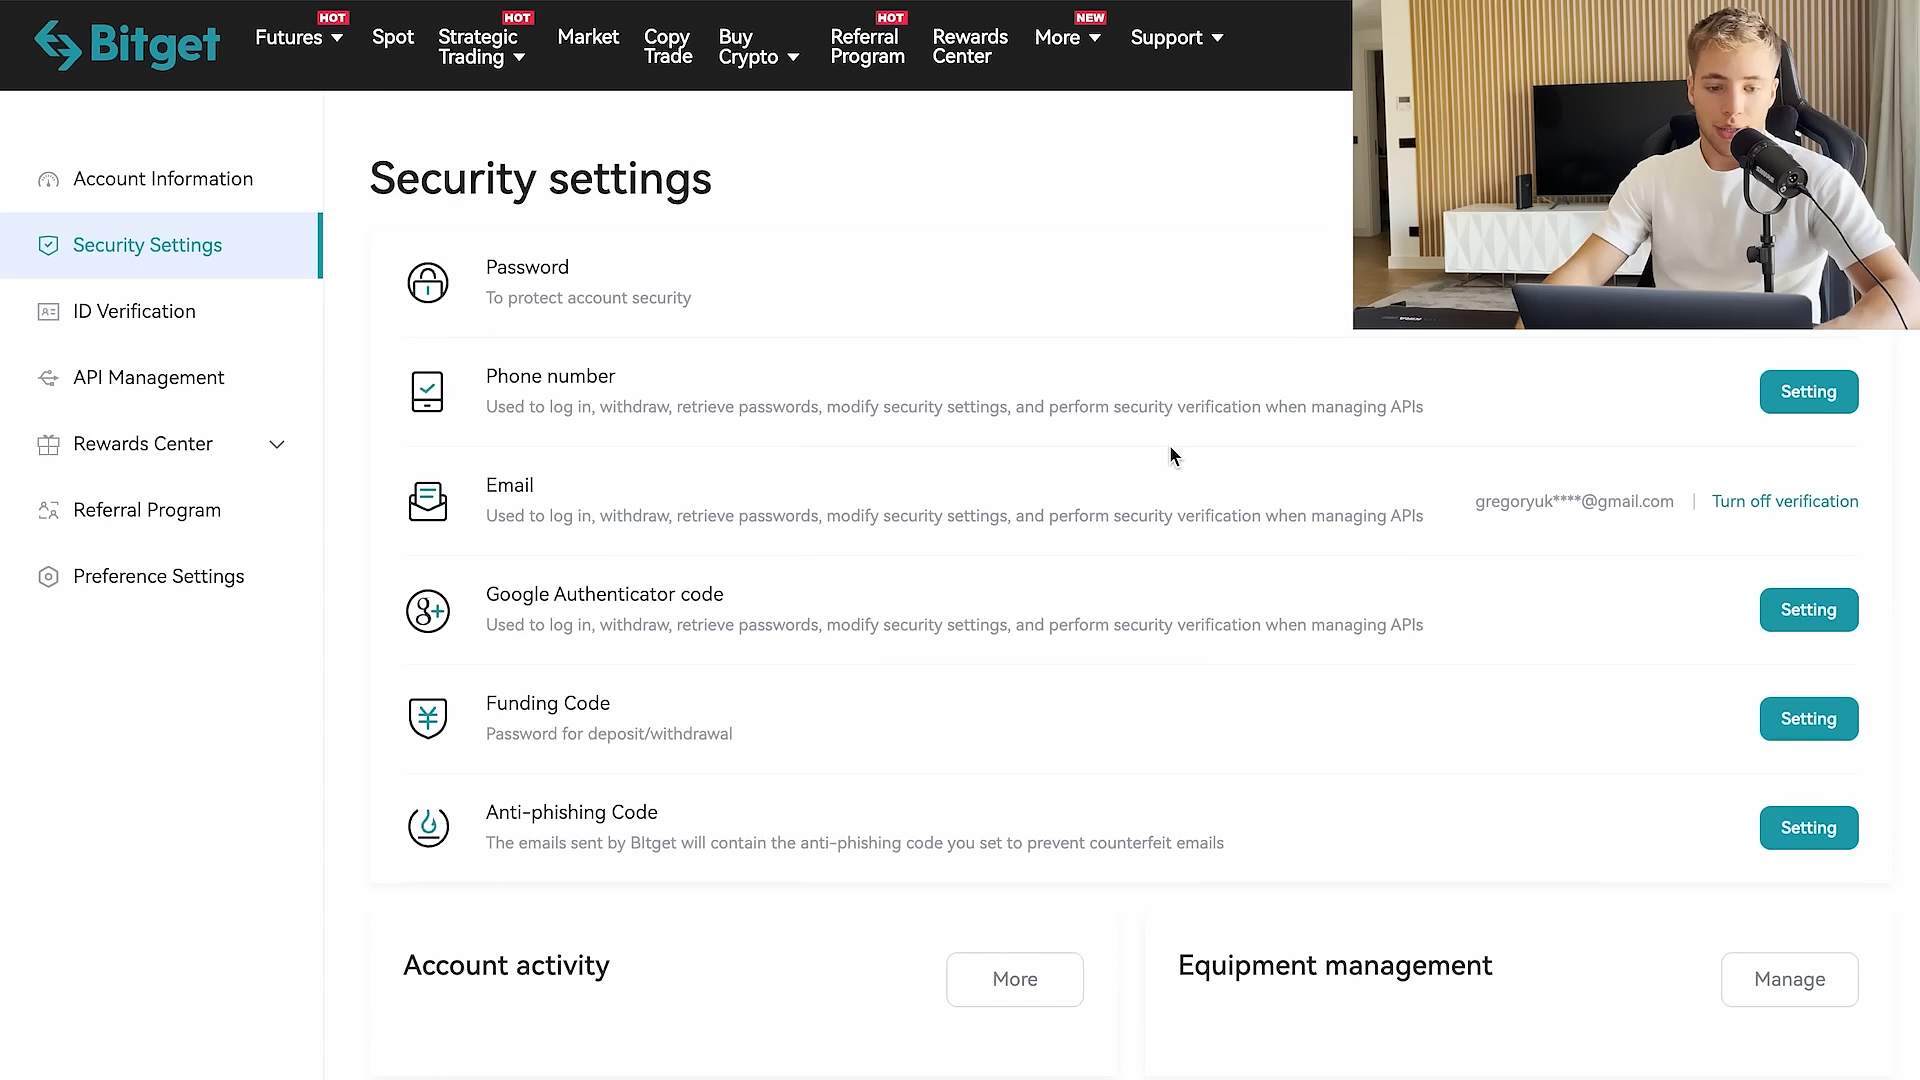 Bitget
Futures HOT
Spot
Strategic Trading HOT
Market
Copy Trade
Buy Crypto
Referral Program HOT
Rewards Center
More NEW
Support
Account Information
Security Settings
ID Verification
API Management
Rewards Center
Referral Program
Preference Settings
Security settings
Password
To protect account security
Phone number
Used to log in, withdraw, retrieve passwords, modify security settings, and perform security verification when managing APIs
Setting
Email
Used to log in, withdraw, retrieve passwords, modify security settings, and perform security verification when managing APIs
gregoryuk****@gmail.com | Turn off verification
Google Authenticator code
Used to log in, withdraw, retrieve passwords, modify security settings, and perform security verification when managing APIs
Setting
Funding Code
Password for deposit/withdrawal
Setting
Anti-phishing Code
The emails sent by BItget will contain the anti-phishing code you set to prevent counterfeit emails
Setting
Account activity
More
Equipment management
Manage
SHURE